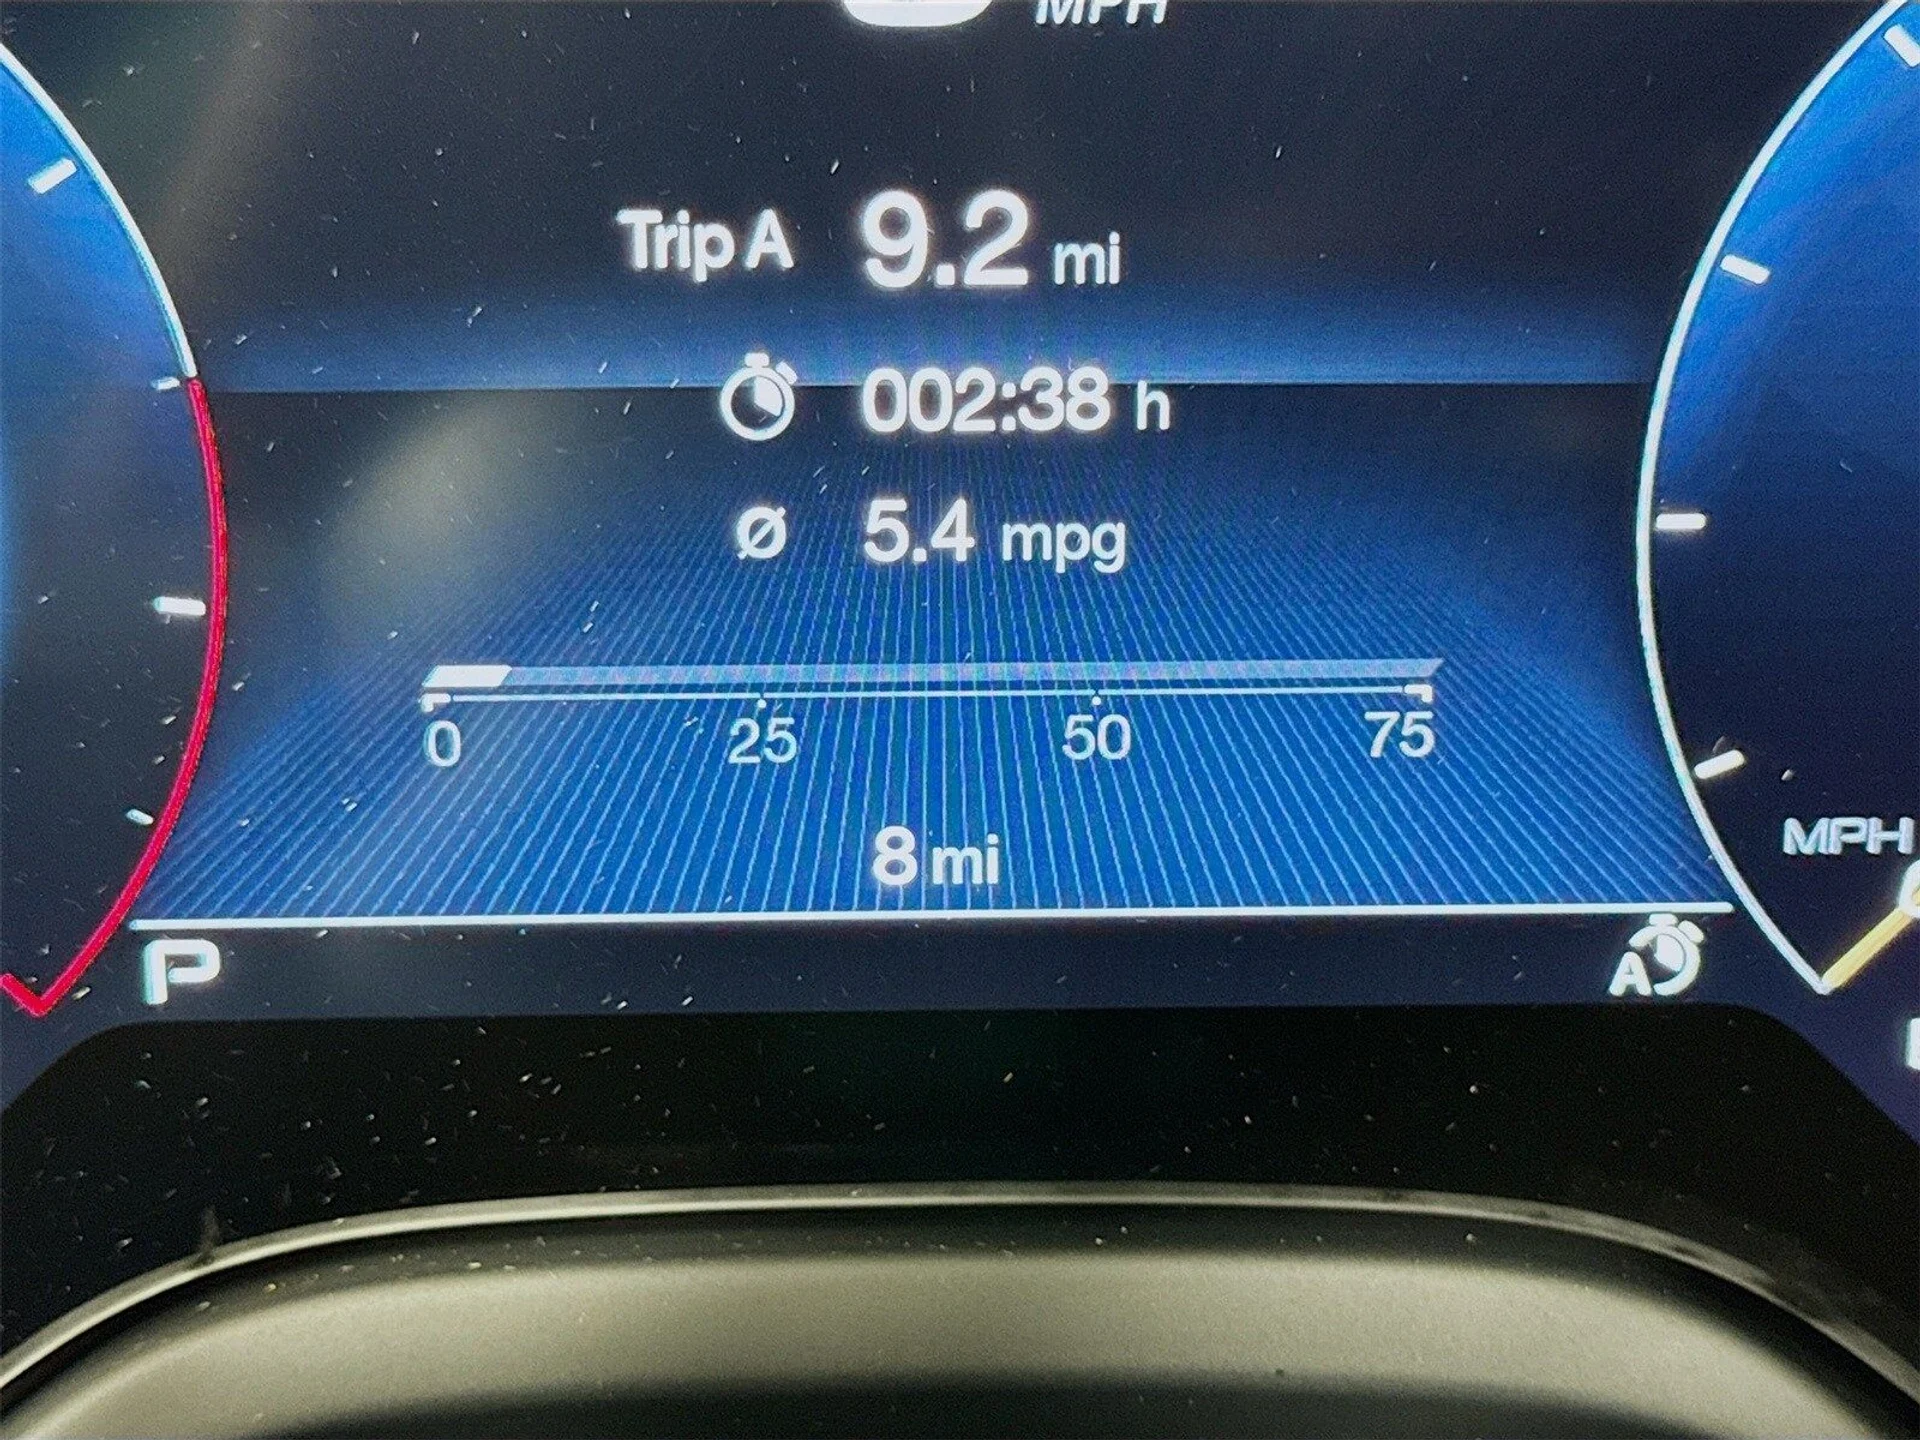 MPH
Trip A 9.2 mi
002:38 h
Ø 5.4 mpg
0 25 50 75
8 mi
MPH
P
A